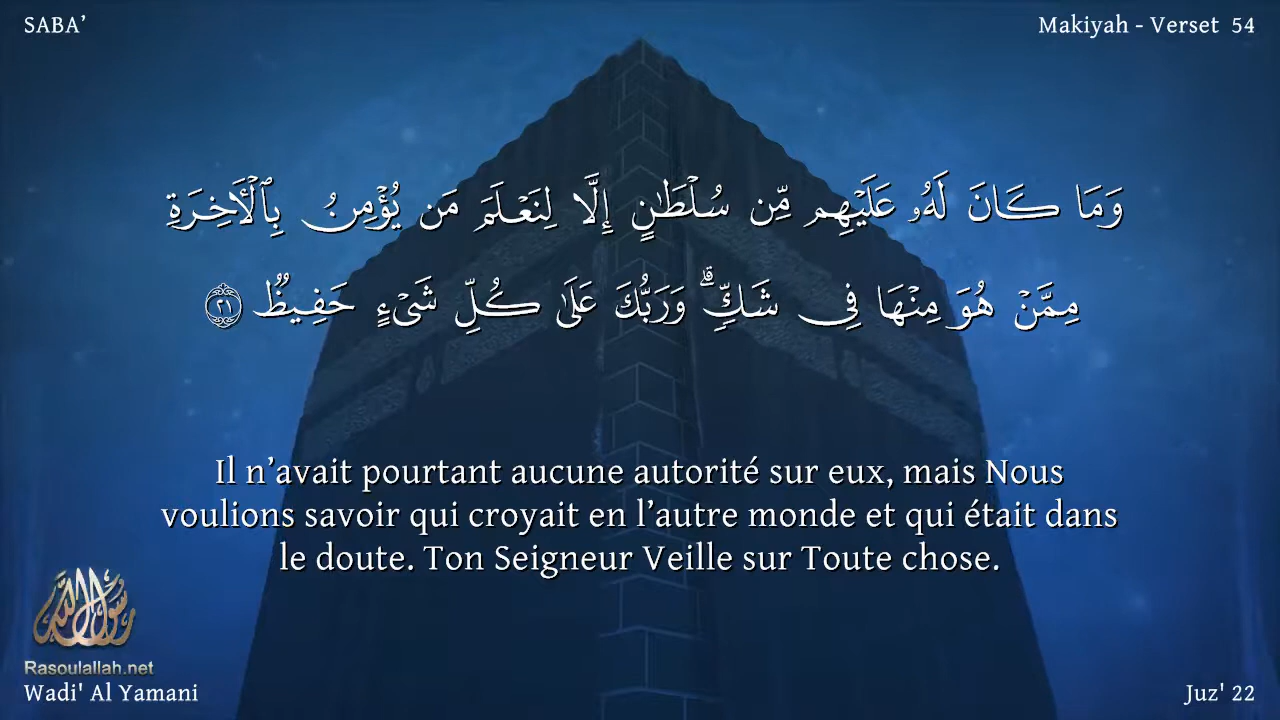 SABA’
Makiyah - Verset 54
وَمَا كَانَ لَهُۥ عَلَيْهِم مِّن سُلْطَـٰنٍ إِلَّا لِنَعْلَمَ مَن يُؤْمِنُ بِٱلْـَٔاخِرَةِ
مِمَّنْ هُوَ مِنْهَا فِى شَكٍّۢ ۗ وَرَبُّكَ عَلَىٰ كُلِّ شَىْءٍ حَفِيظٌۭ ٢١
Il n’avait pourtant aucune autorité sur eux, mais Nous
voulions savoir qui croyait en l’autre monde et qui était dans
le doute. Ton Seigneur Veille sur Toute chose.
رسول الله
Rasoulallah.net
Wadi' Al Yamani
Juz' 22